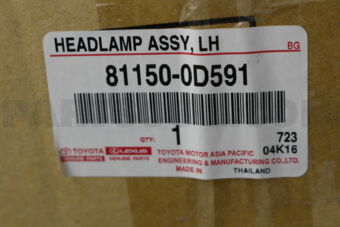 HEADLAMP ASSY, LH BG
81150-0D591
QTY: 1 723
04K16
TOYOTA LEXUS TOYOTA MOTOR ASIA PACIFIC
GENUINE PARTS GENUINE PARTS ENGINEERING & MANUFACTURING CO.,LTD.
MADE IN THAILAND